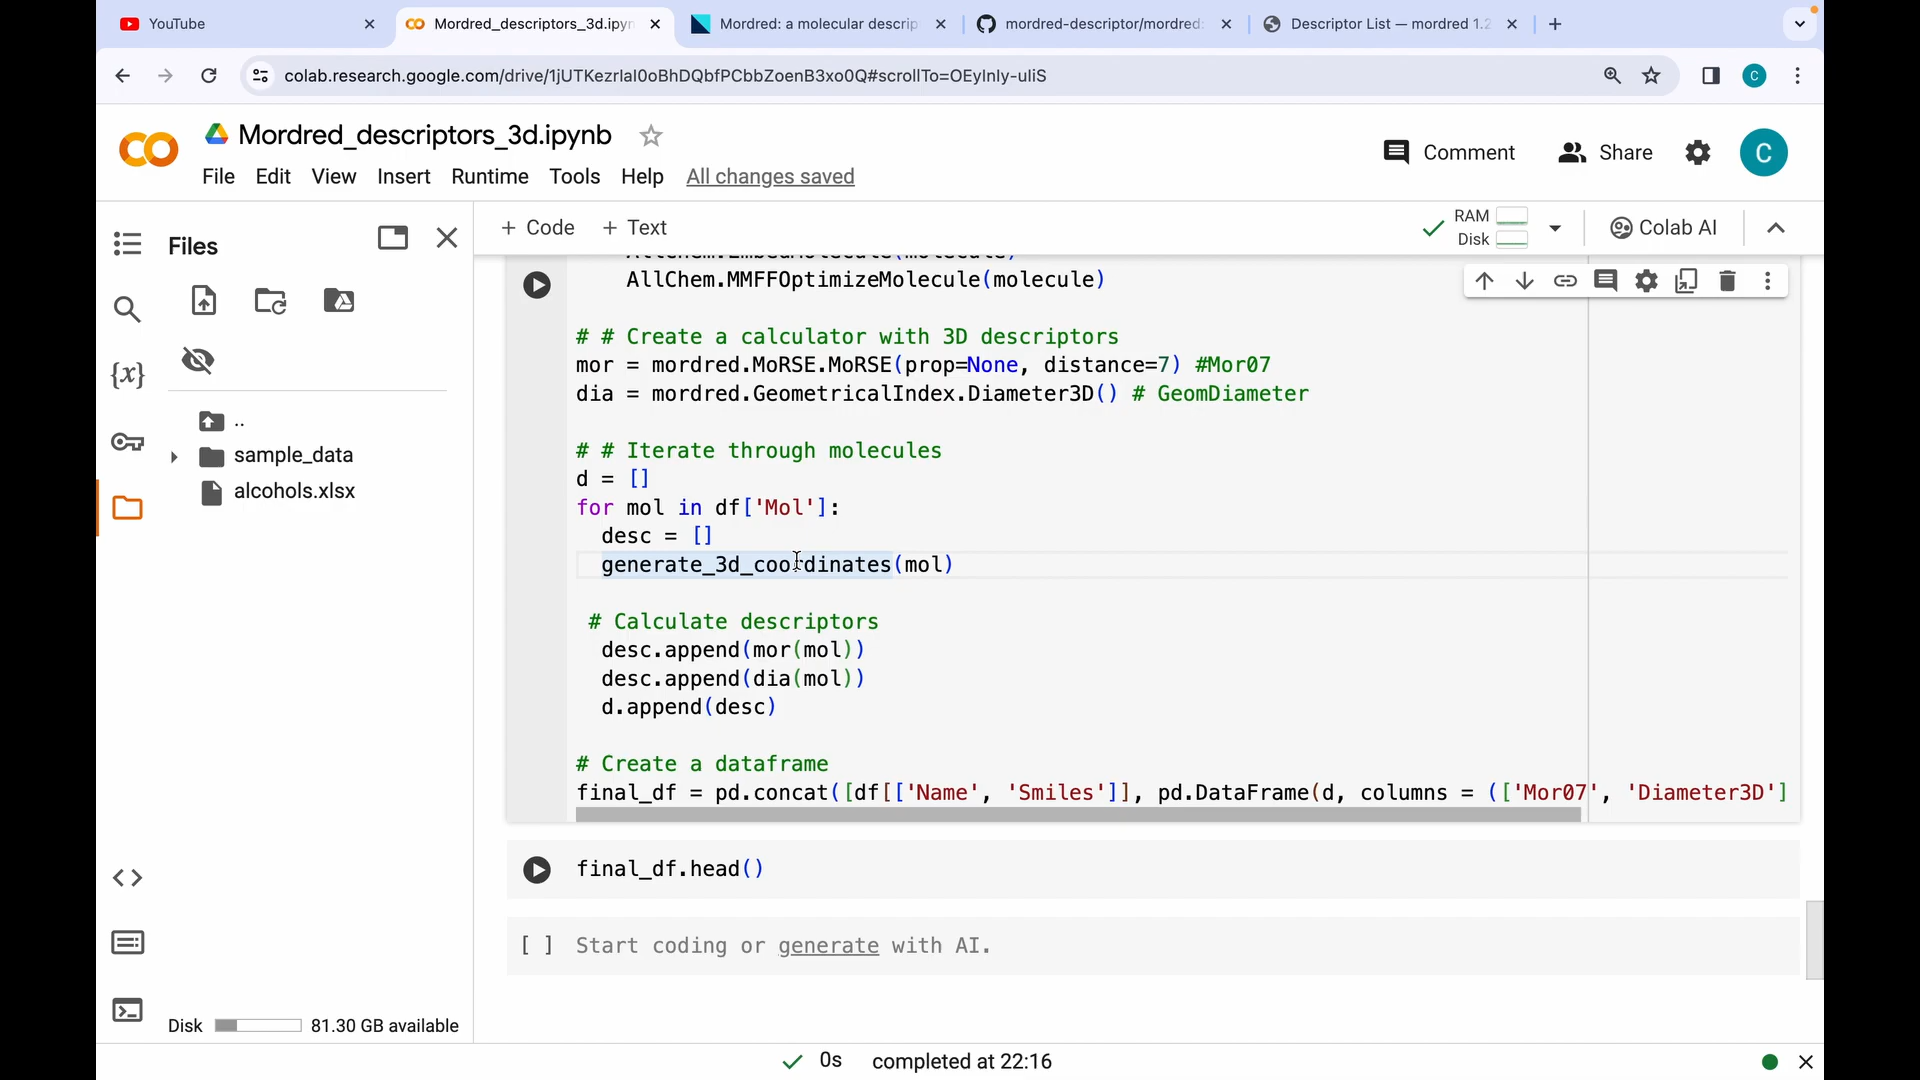 YouTube
Mordred_descriptors_3d.ipyn
Mordred: a molecular descrip
mordred-descriptor/mordred:
Descriptor List — mordred 1.2
colab.research.google.com/drive/1jUTKezrlal0oBhDQbfPCbbZoenB3xo0Q#scrollTo=OEyInly-uliS
C
Mordred_descriptors_3d.ipynb
File Edit View Insert Runtime Tools Help All changes saved
Comment
Share
C
Files
+ Code + Text
RAM
Disk
Colab AI
..
sample_data
alcohols.xlsx
AllChem.MMFFOptimizeMolecule(molecule)
# # Create a calculator with 3D descriptors
mor = mordred.MoRSE.MoRSE(prop=None, distance=7) #Mor07
dia = mordred.GeometricalIndex.Diameter3D() # GeomDiameter
# # Iterate through molecules
d = []
for mol in df['Mol']:
desc = []
generate_3d_coordinates(mol)
# Calculate descriptors
desc.append(mor(mol))
desc.append(dia(mol))
d.append(desc)
# Create a dataframe
final_df = pd.concat([df[['Name', 'Smiles']], pd.DataFrame(d, columns = (['Mor07', 'Diameter3D']
final_df.head()
[ ] Start coding or generate with AI.
{x}
Disk 81.30 GB available
0s completed at 22:16